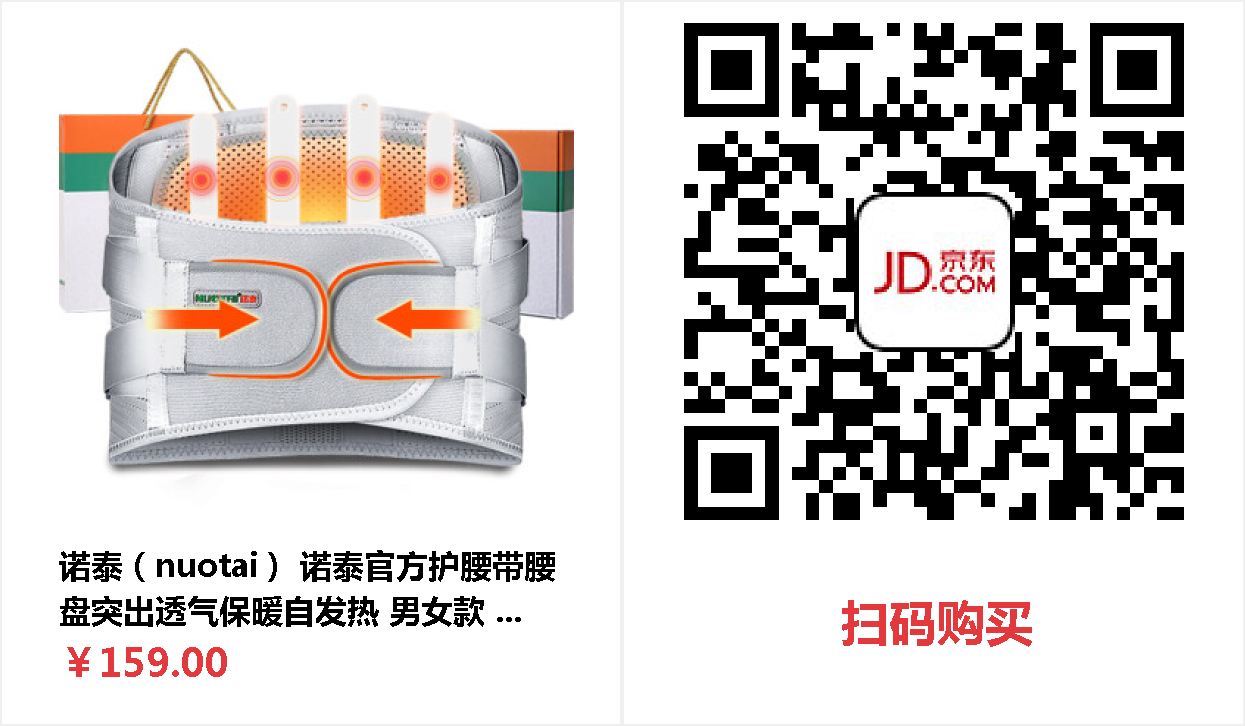 诺泰（nuotai） 诺泰官方护腰带腰
盘突出透气保暖自发热 男女款 ...
￥159.00
JD.京东
.COM
扫码购买